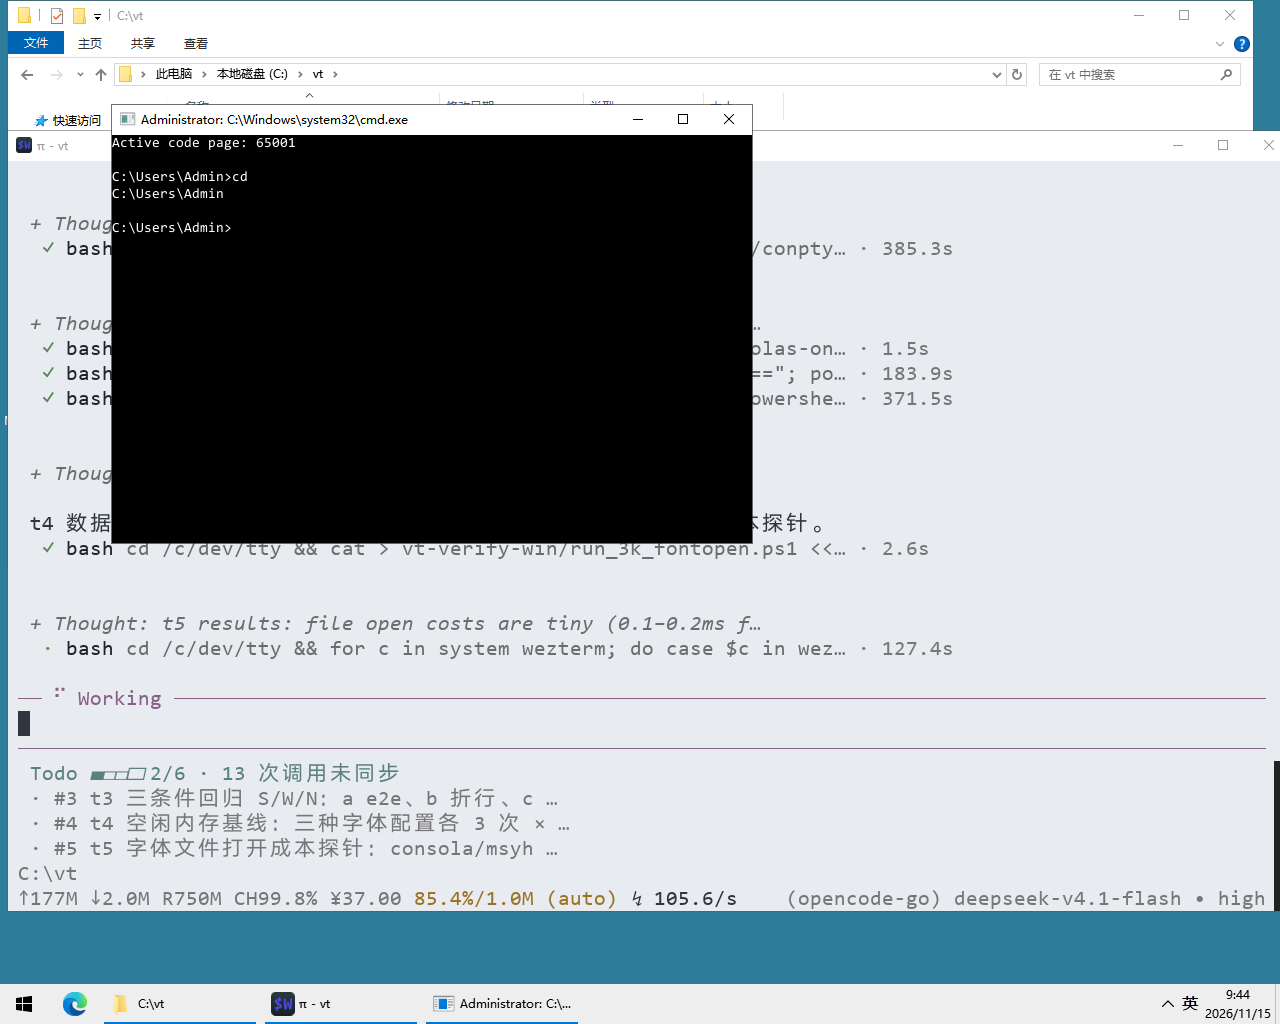 C:\vt
文件 主页 共享 查看
此电脑 › 本地磁盘 (C:) › vt ›
在 vt 中搜索
快速访问
Administrator: C:\Windows\system32\cmd.exe
Active code page: 65001
C:\Users\Admin>cd
C:\Users\Admin
C:\Users\Admin>
π - vt
+ Thoug
✓ bash /conpty… · 385.3s
+ Thoug …
✓ bash olas-on… · 1.5s
✓ bash =="; po… · 183.9s
✓ bash owershe… · 371.5s
+ Thoug
t4 数据 探针。
✓ bash cd /c/dev/tty && cat > vt-verify-win/run_3k_fontopen.ps1 <<… · 2.6s
+ Thought: t5 results: file open costs are tiny (0.1–0.2ms f…
· bash cd /c/dev/tty && for c in system wezterm; do case $c in wez… · 127.4s
Working
Todo 2/6 · 13 次调用未同步
· #3 t3 三条件回归 S/W/N: a e2e、b 折行、c …
· #4 t4 空闲内存基线: 三种字体配置各 3 次 × …
· #5 t5 字体文件打开成本探针: consola/msyh …
C:\vt
↑177M ↓2.0M R750M CH99.8% ¥37.00 85.4%/1.0M (auto) ↯ 105.6/s (opencode-go) deepseek-v4.1-flash • high
C:\vt
$W π - vt
Administrator: C:\...
英
9:44
2026/11/15